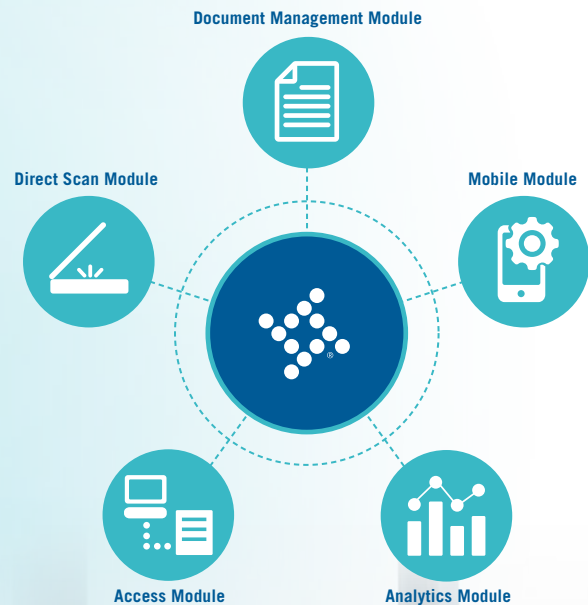 Document Management Module
Direct Scan Module
Mobile Module
®
Access Module
Analytics Module